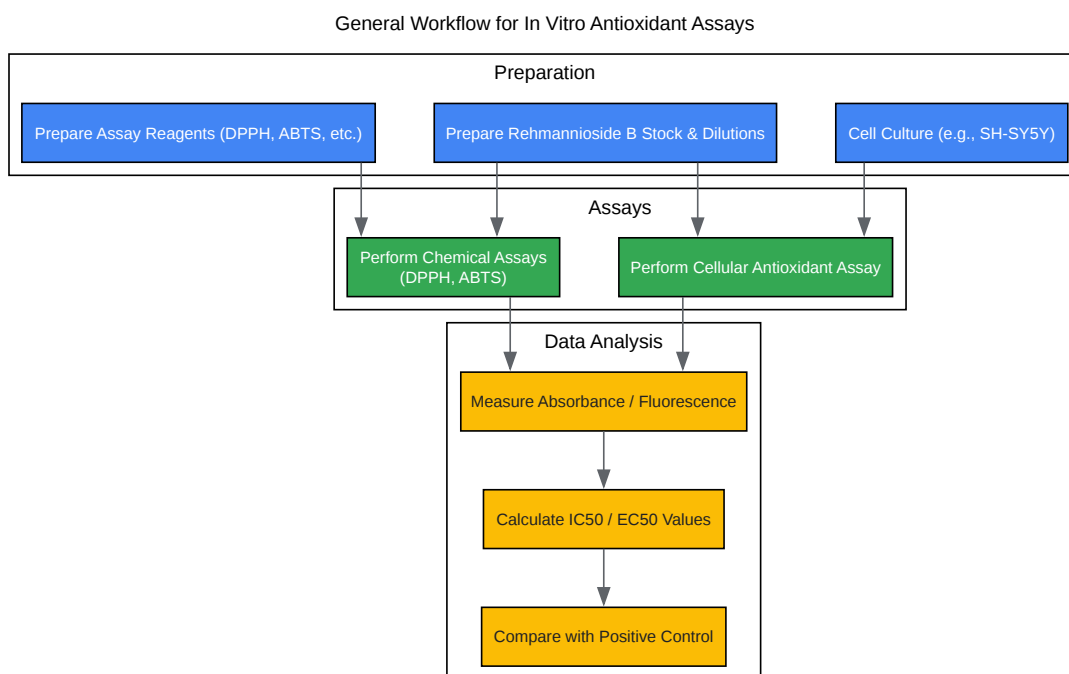 General Workflow for In Vitro Antioxidant Assays
Preparation
Prepare Assay Reagents (DPPH, ABTS, etc.)
Prepare Rehmannioside B Stock & Dilutions
Cell Culture (e.g., SH-SY5Y)
Assays
Perform Chemical Assays
(DPPH, ABTS)
Perform Cellular Antioxidant Assay
Data Analysis
Measure Absorbance / Fluorescence
Calculate IC50 / EC50 Values
Compare with Positive Control